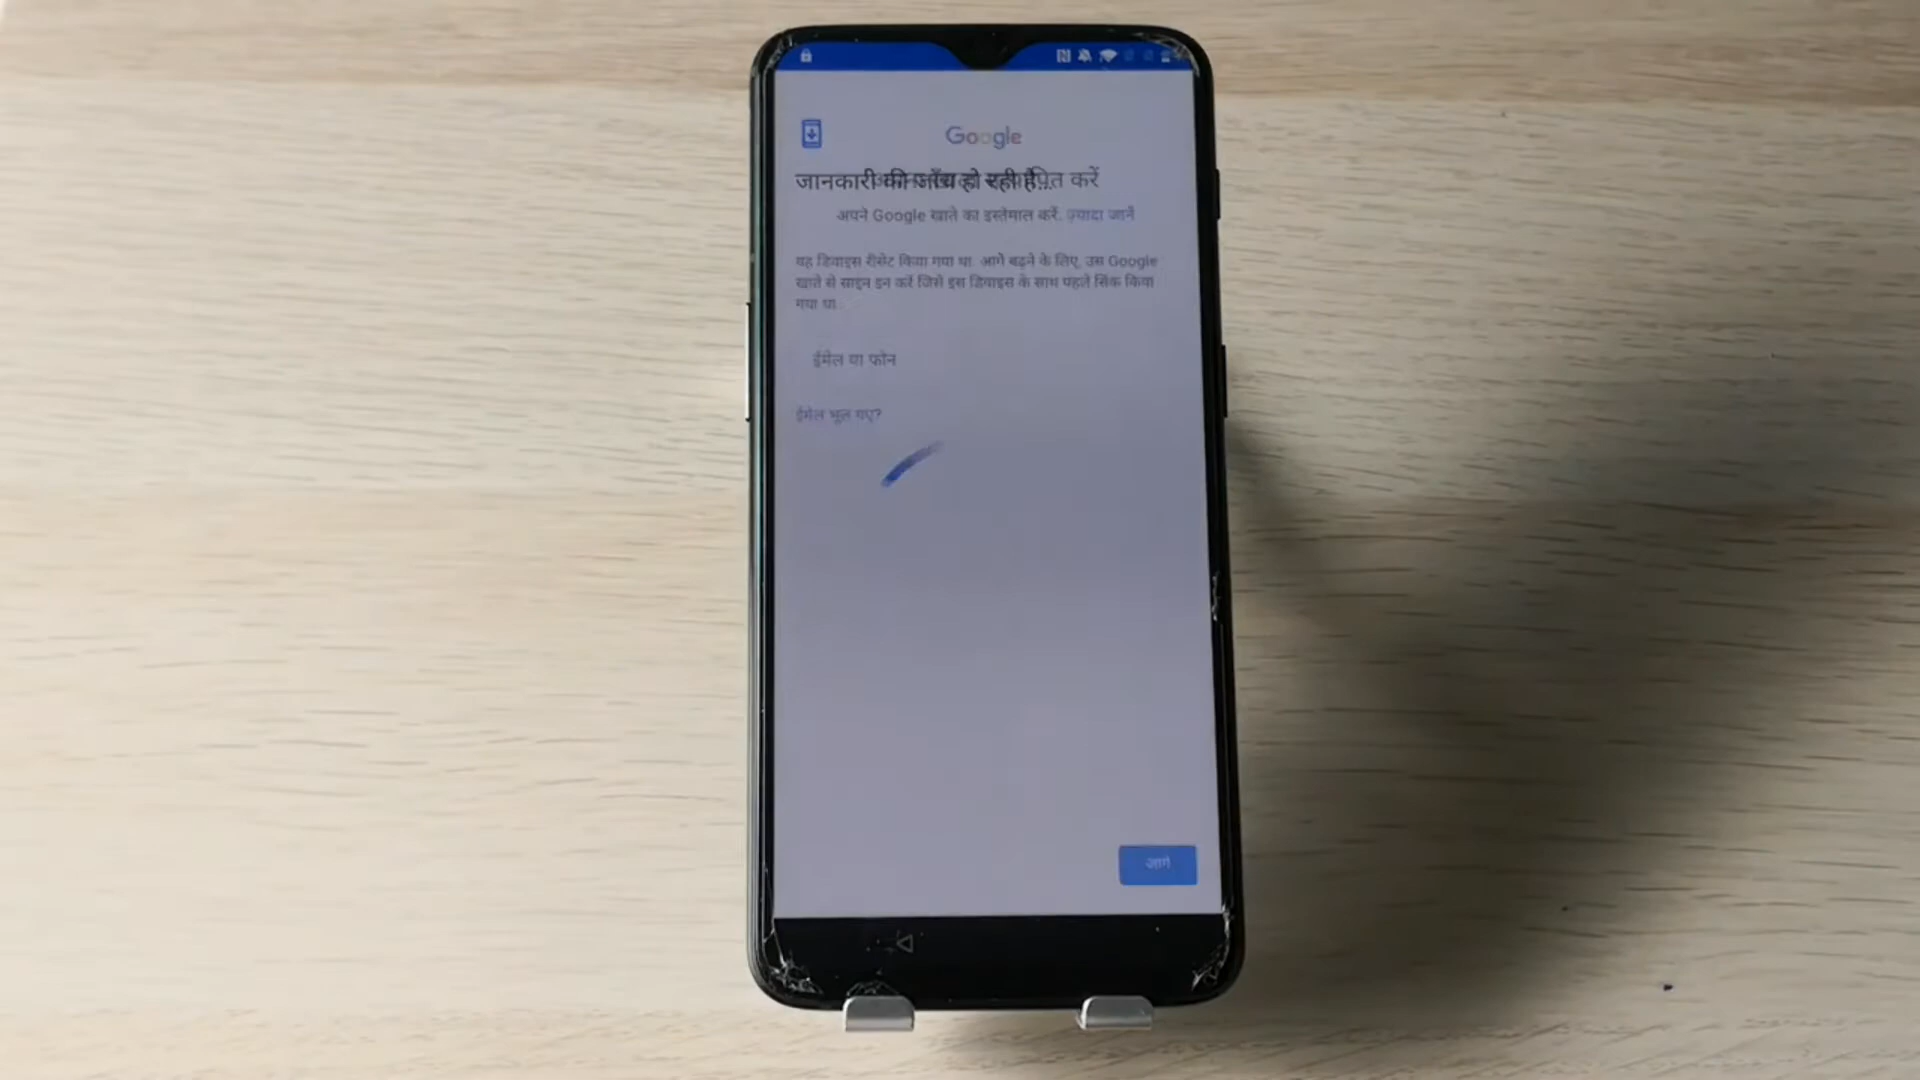 Google
जानकारी की जाँच हो रही है...
करें
अपने Google खाते का इस्तेमाल करें. ज़्यादा जानें
यह डिवाइस रीसेट किया गया था. आगे बढ़ने के लिए, उस Google
खाते से साइन इन करें जिसे इस डिवाइस के साथ पहले सिंक किया
गया था.
ईमेल या फ़ोन
ईमेल भूल गए?
आगे